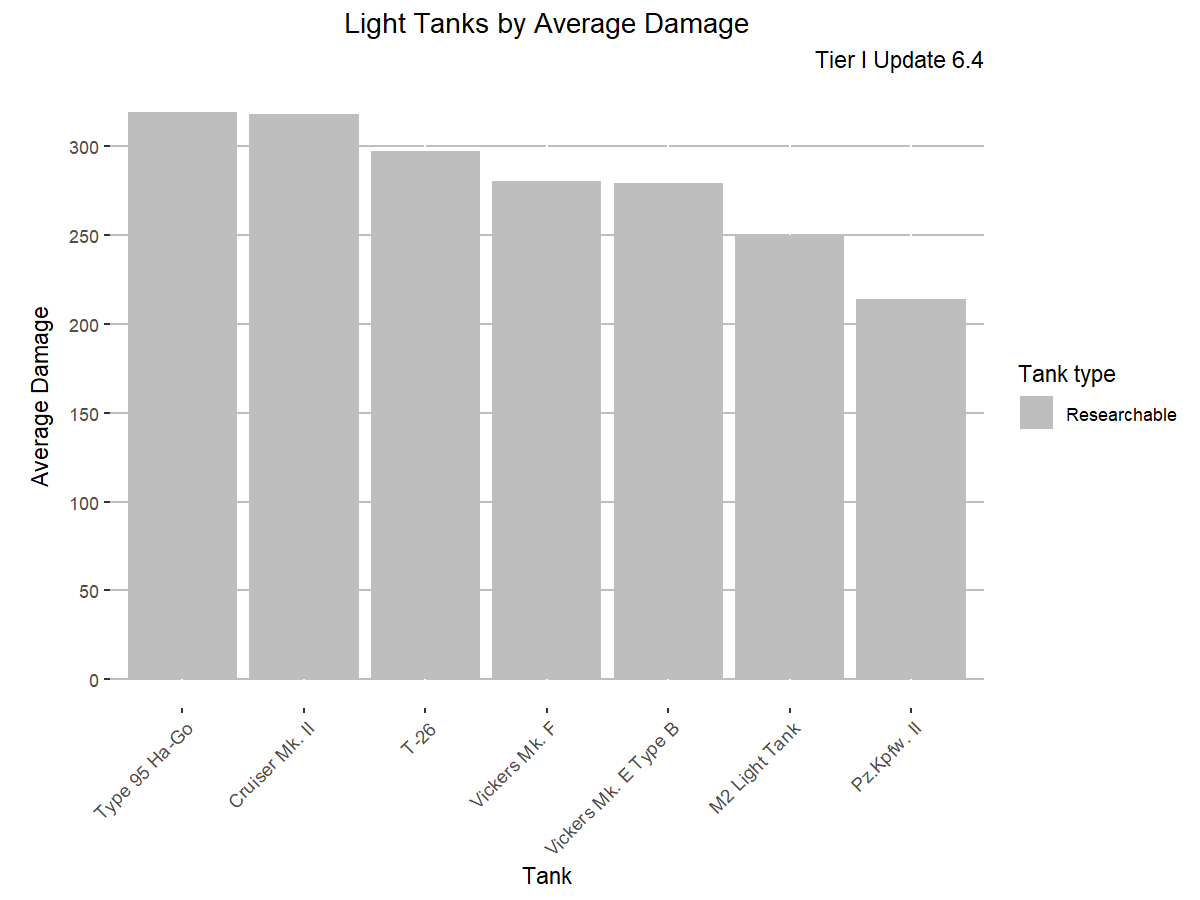 Light Tanks by Average Damage
Tier I Update 6.4
Average Damage
300
250
200
150
100
50
0
Type 95 Ha-Go
Cruiser Mk. II
T-26
Vickers Mk. F
Vickers Mk. E Type B
M2 Light Tank
Pz.Kpfw. II
Tank
Tank type
Researchable